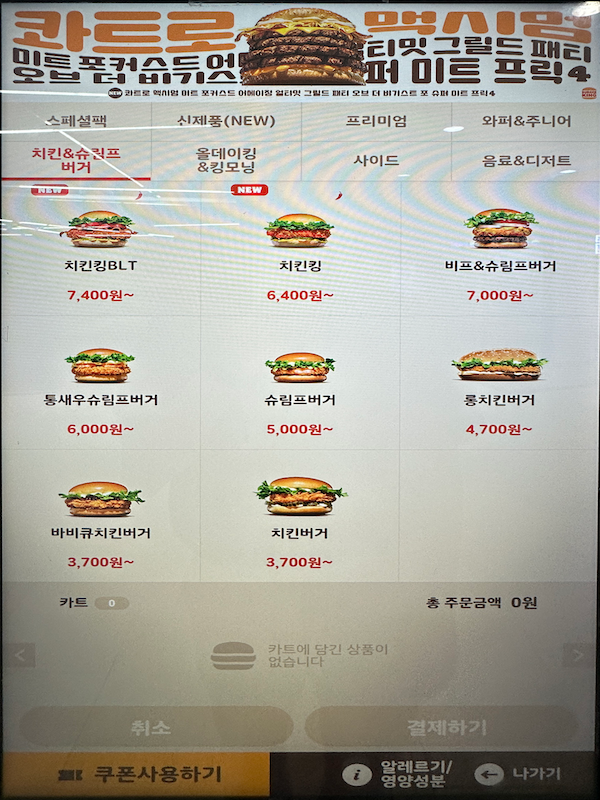 콰트로 맥시멈
미트 포커스드 어메이징 얼티밋 그릴드 패티
오브 더 비기스트 포 슈퍼 미트 프릭4
NEW 콰트로 맥시멈 미트 포커스드 어메이징 얼티밋 그릴드 패티 오브 더 비기스트 포 슈퍼 미트 프릭4
스페셜팩 신제품(NEW) 프리미엄 와퍼&주니어
치킨&슈림프
버거
올데이킹
&킹모닝
사이드 음료&디저트
NEW NEW
치킨킹BLT 치킨킹 비프&슈림프버거
7,400원~ 6,400원~ 7,000원~
통새우슈림프버거 슈림프버거 롱치킨버거
6,000원~ 5,000원~ 4,700원~
바비큐치킨버거 치킨버거
3,700원~ 3,700원~
카트 0 총 주문금액 0원
카트에 담긴 상품이
없습니다
취소 결제하기
쿠폰사용하기
알레르기/
영양성분
나가기